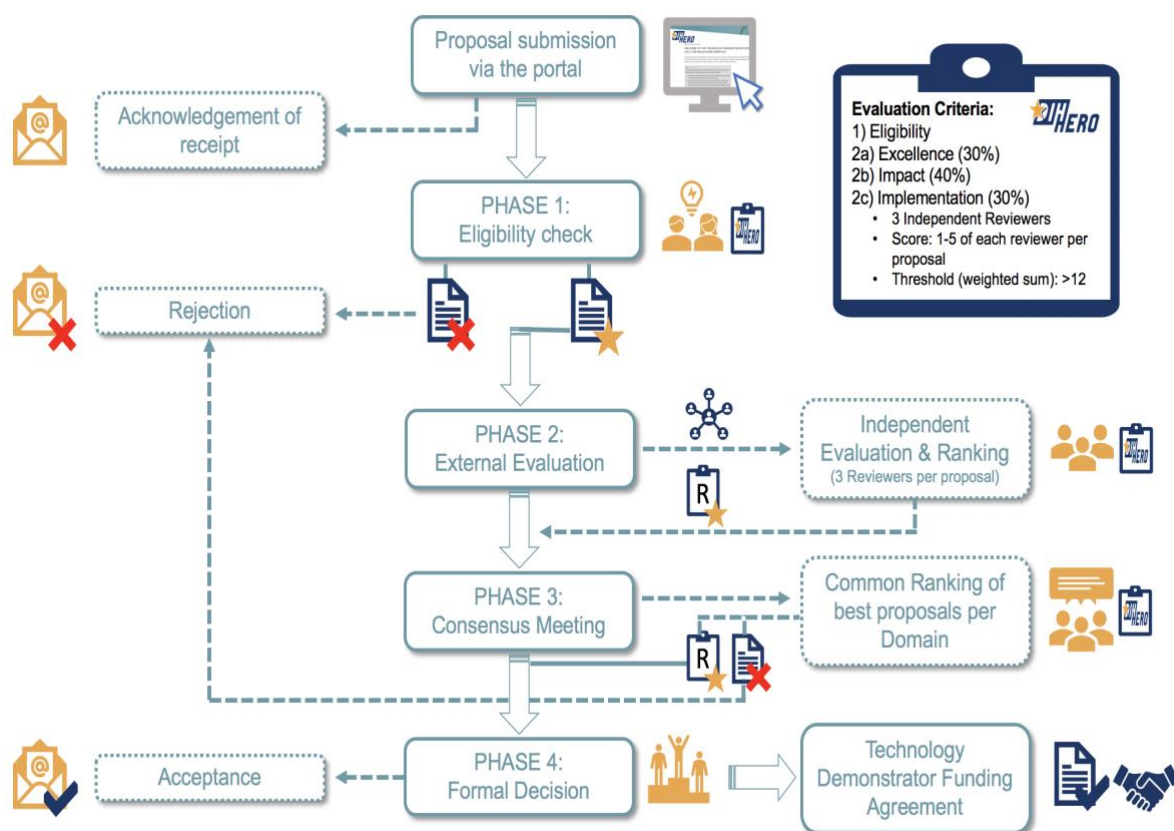 Proposal submission
via the portal
Acknowledgement of
receipt
PHASE 1:
Eligibility check
Rejection
PHASE 2:
External Evaluation
Independent
Evaluation & Ranking
(3 Reviewers per proposal)
R
PHASE 3:
Consensus Meeting
Common Ranking of
best proposals per
Domain
R
PHASE 4:
Formal Decision
Acceptance
Technology
Demonstrator Funding
Agreement
Evaluation Criteria:
DIH
HERO
1) Eligibility
2a) Excellence (30%)
2b) Impact (40%)
2c) Implementation (30%)
• 3 Independent Reviewers
• Score: 1-5 of each reviewer per
proposal
• Threshold (weighted sum): >12